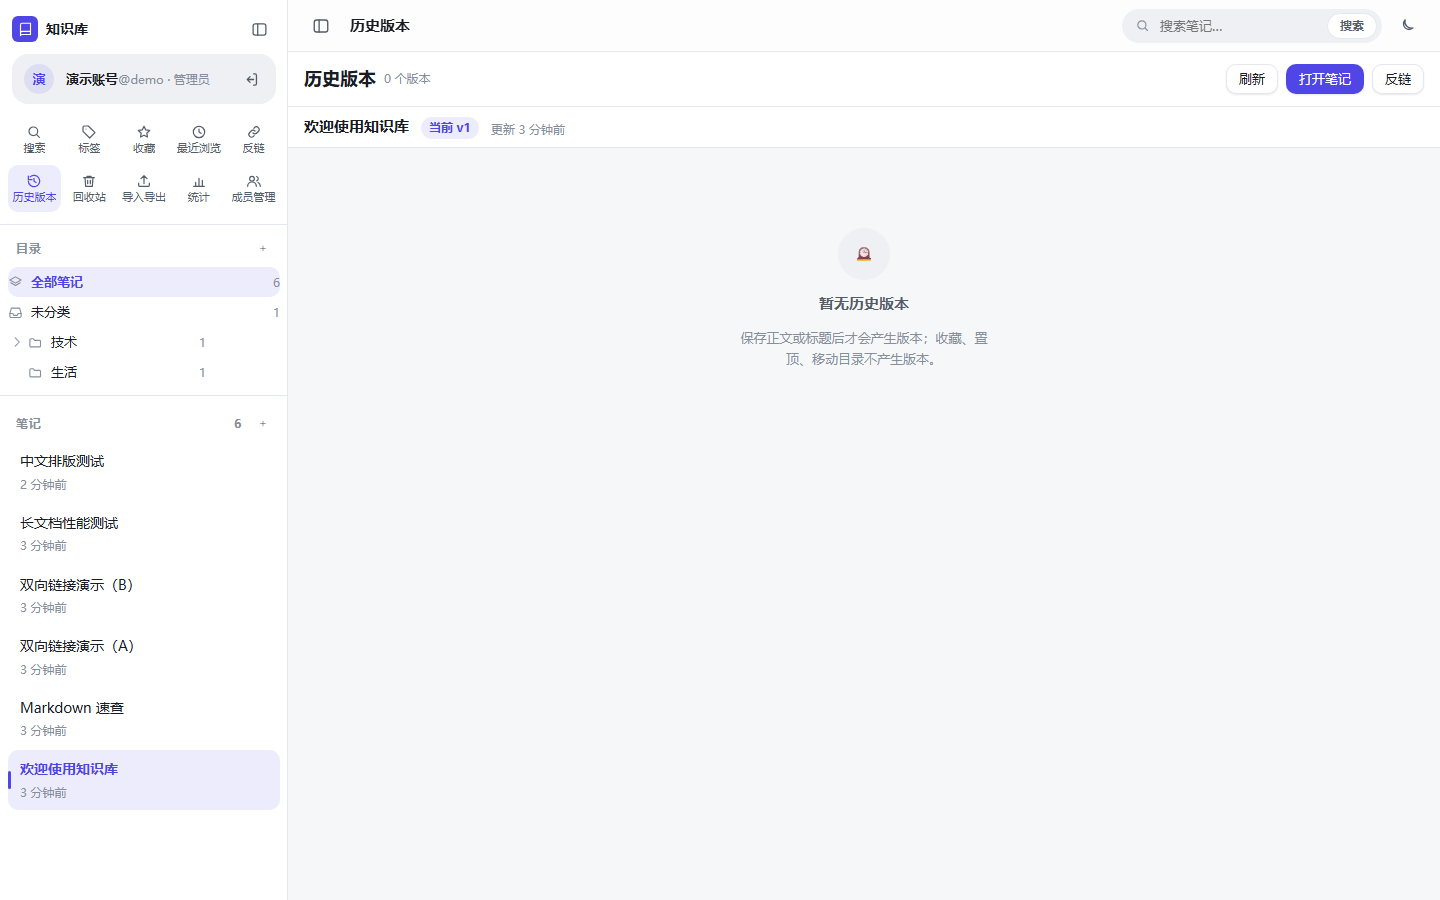 知识库
演
演示账号@demo · 管理员
搜索
标签
收藏
最近浏览
反链
历史版本
回收站
导入导出
统计
成员管理
目录
+
全部笔记
6
未分类
1
技术
1
生活
1
笔记
6
+
中文排版测试
2 分钟前
长文档性能测试
3 分钟前
双向链接演示（B）
3 分钟前
双向链接演示（A）
3 分钟前
Markdown 速查
3 分钟前
欢迎使用知识库
3 分钟前
历史版本
搜索笔记...
搜索
历史版本
0 个版本
刷新
打开笔记
反链
欢迎使用知识库
当前 v1
更新 3 分钟前
暂无历史版本
保存正文或标题后才会产生版本；收藏、置
顶、移动目录不产生版本。